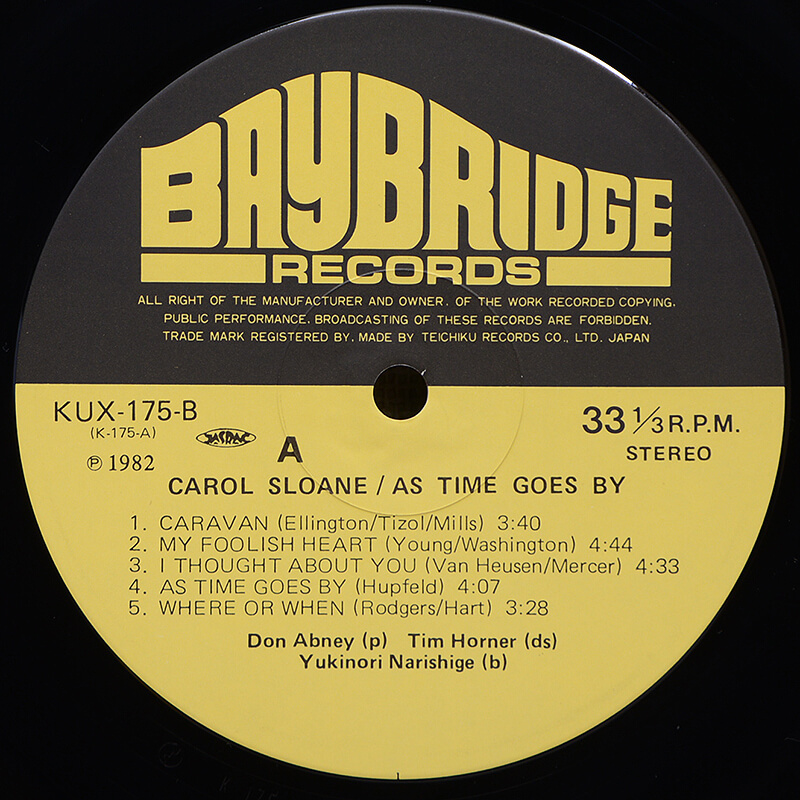 BAYBRIDGE
RECORDS
ALL RIGHT OF THE MANUFACTURER AND OWNER. OF THE WORK RECORDED COPYING.
PUBLIC PERFORMANCE. BROADCASTING OF THESE RECORDS ARE FORBIDDEN.
TRADE MARK REGISTERED BY. MADE BY TEICHIKU RECORDS CO., LTD. JAPAN
KUX-175-B
33 1/3 R.P.M.
(K-175-A)
JASRAC
A
STEREO
℗ 1982
CAROL SLOANE / AS TIME GOES BY
1. CARAVAN (Ellington/Tizol/Mills) 3:40
2. MY FOOLISH HEART (Young/Washington) 4:44
3. I THOUGHT ABOUT YOU (Van Heusen/Mercer) 4:33
4. AS TIME GOES BY (Hupfeld) 4:07
5. WHERE OR WHEN (Rodgers/Hart) 3:28
Don Abney (p) Tim Horner (ds)
Yukinori Narishige (b)